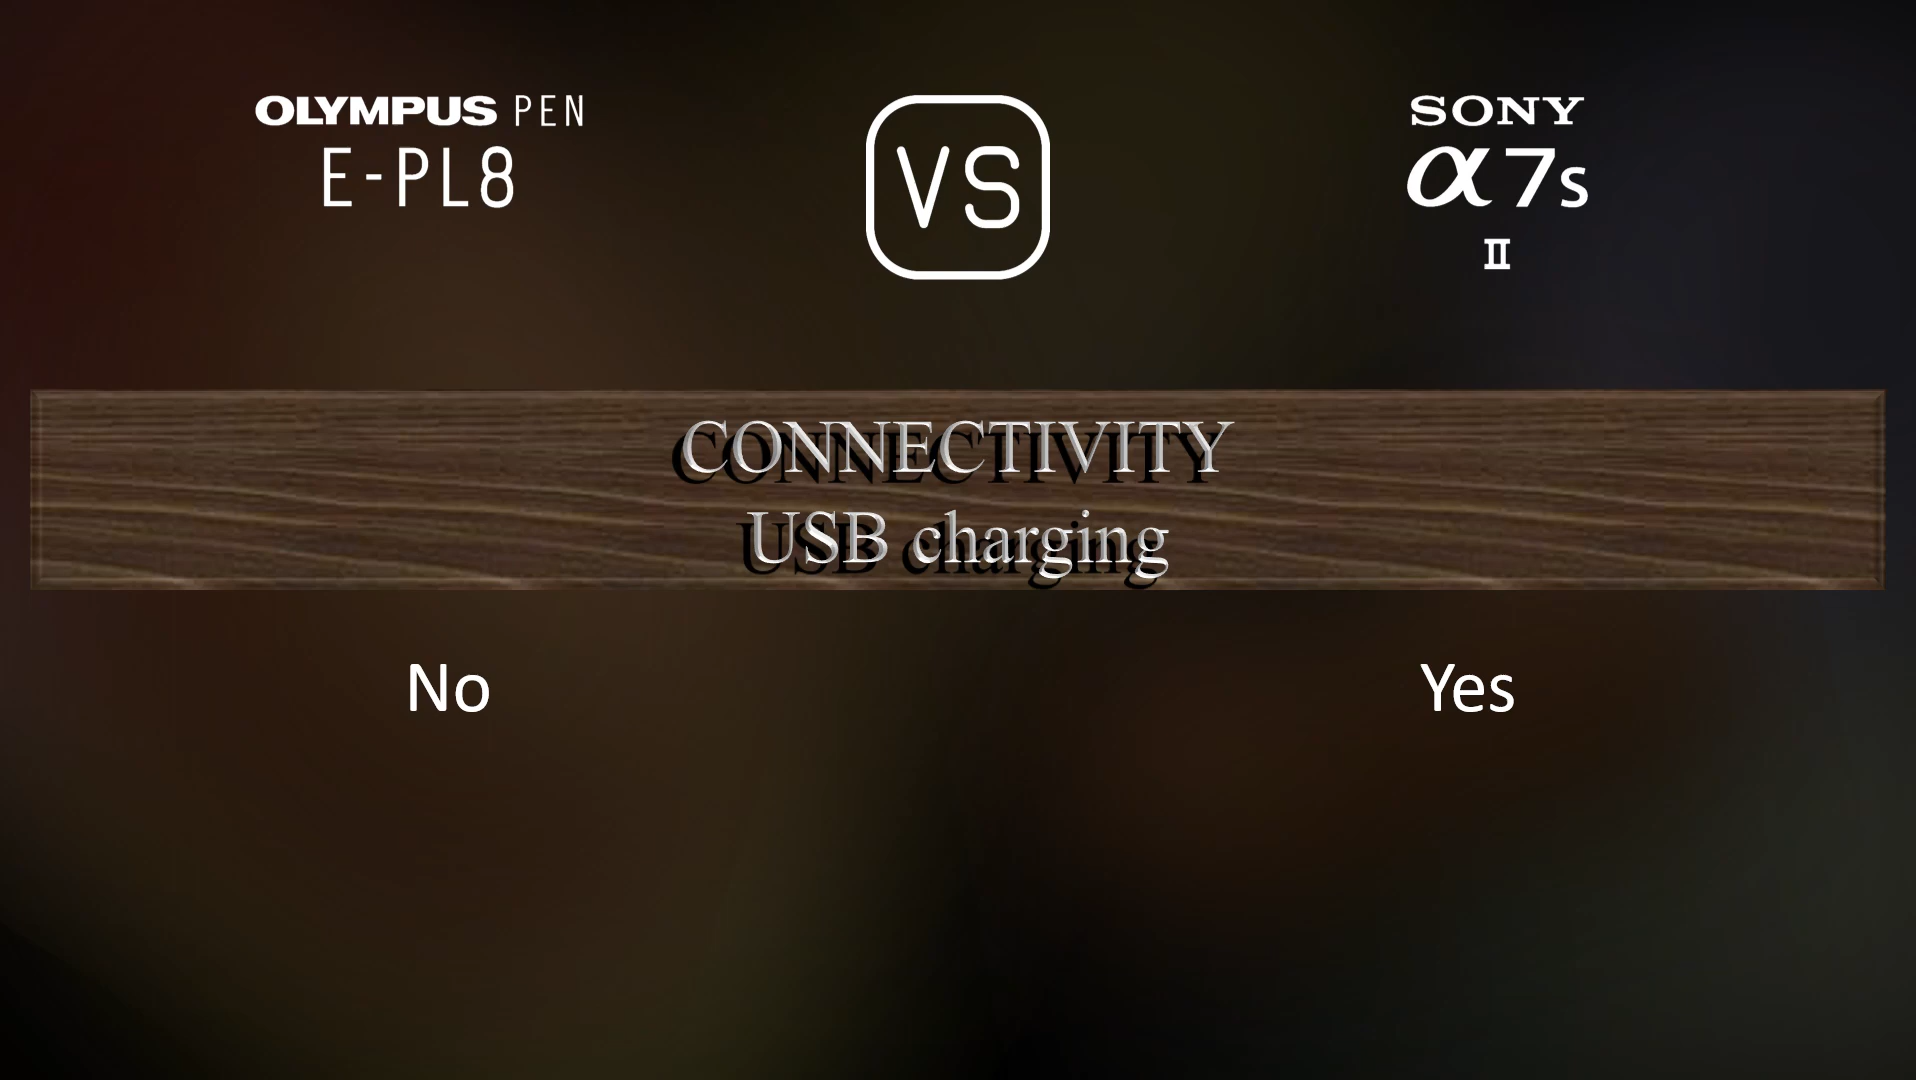 OLYMPUS PEN
E-PL8
VS
SONY
α7s
II
CONNECTIVITY
USB charging
No
Yes